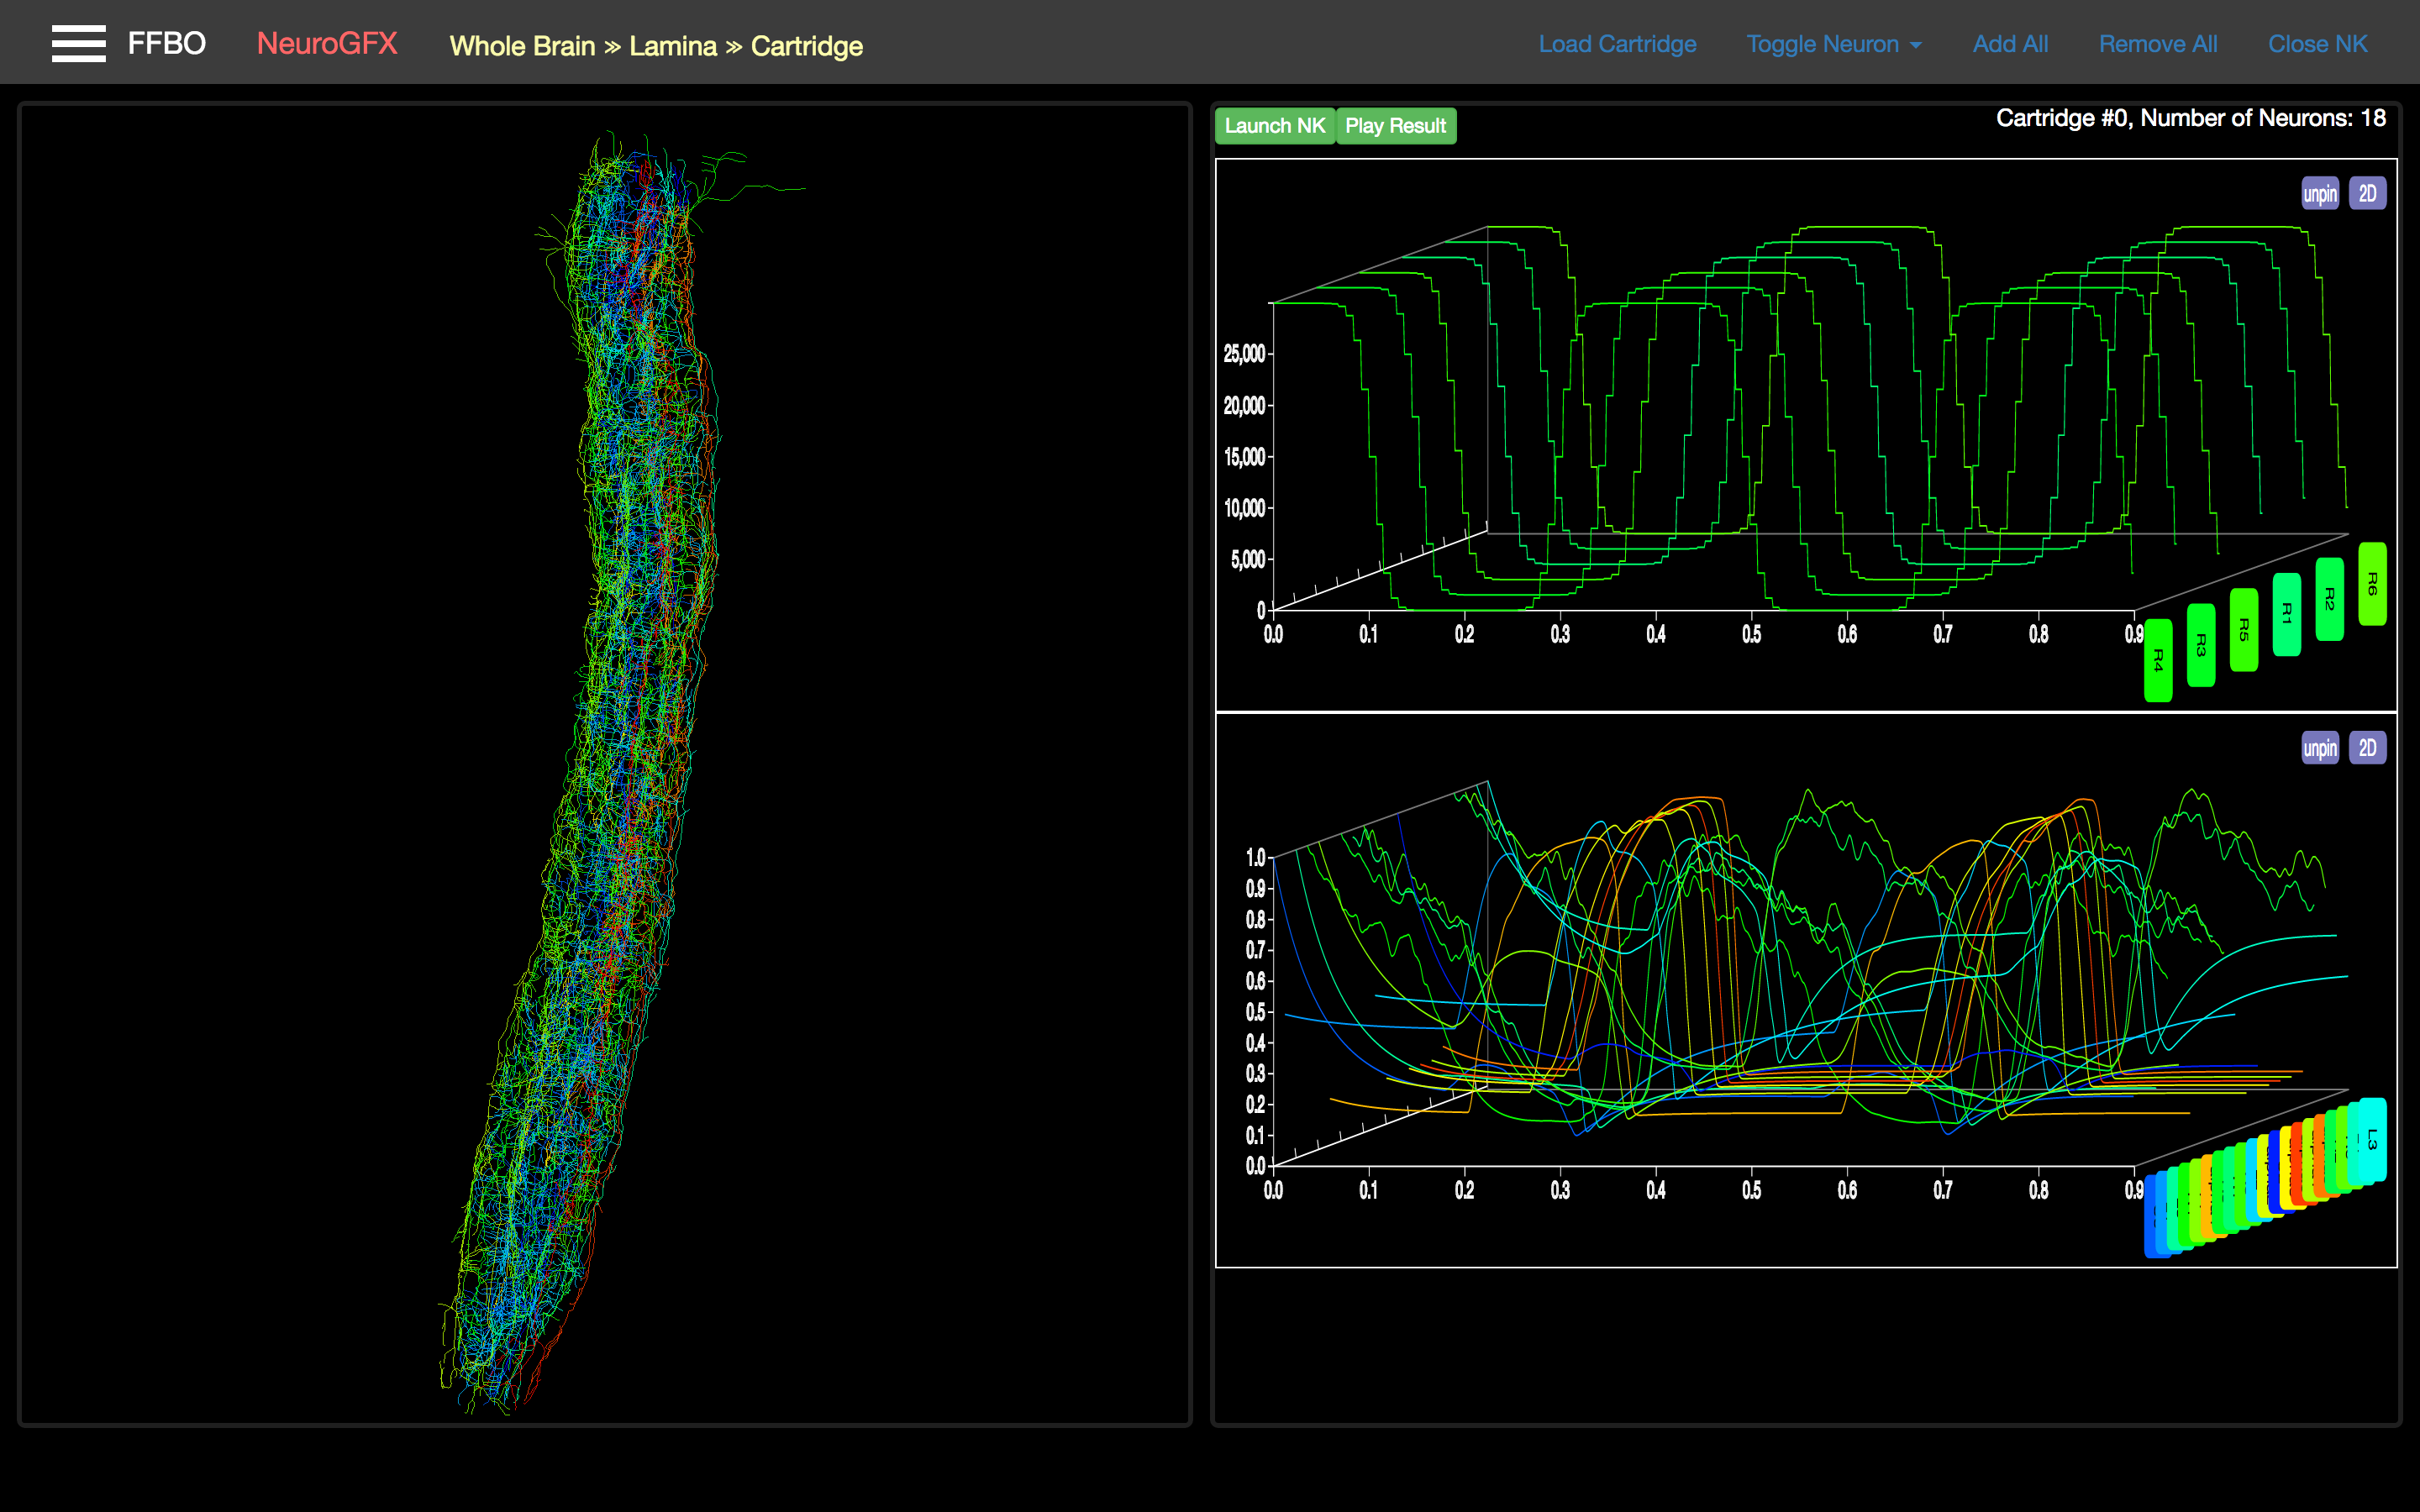 FFBO NeuroGFX Whole Brain » Lamina » Cartridge Load Cartridge Toggle Neuron Add All Remove All Close NK
Launch NK Play Result Cartridge #0, Number of Neurons: 18
unpin 2D
25,000
20,000
15,000
10,000
5,000
0
0.0 0.1 0.2 0.3 0.4 0.5 0.6 0.7 0.8 0.9
R4 R3 R5 R1 R2 R6
unpin 2D
1.0
0.9
0.8
0.7
0.6
0.5
0.4
0.3
0.2
0.1
0.0
0.0 0.1 0.2 0.3 0.4 0.5 0.6 0.7 0.8 0.9
L3